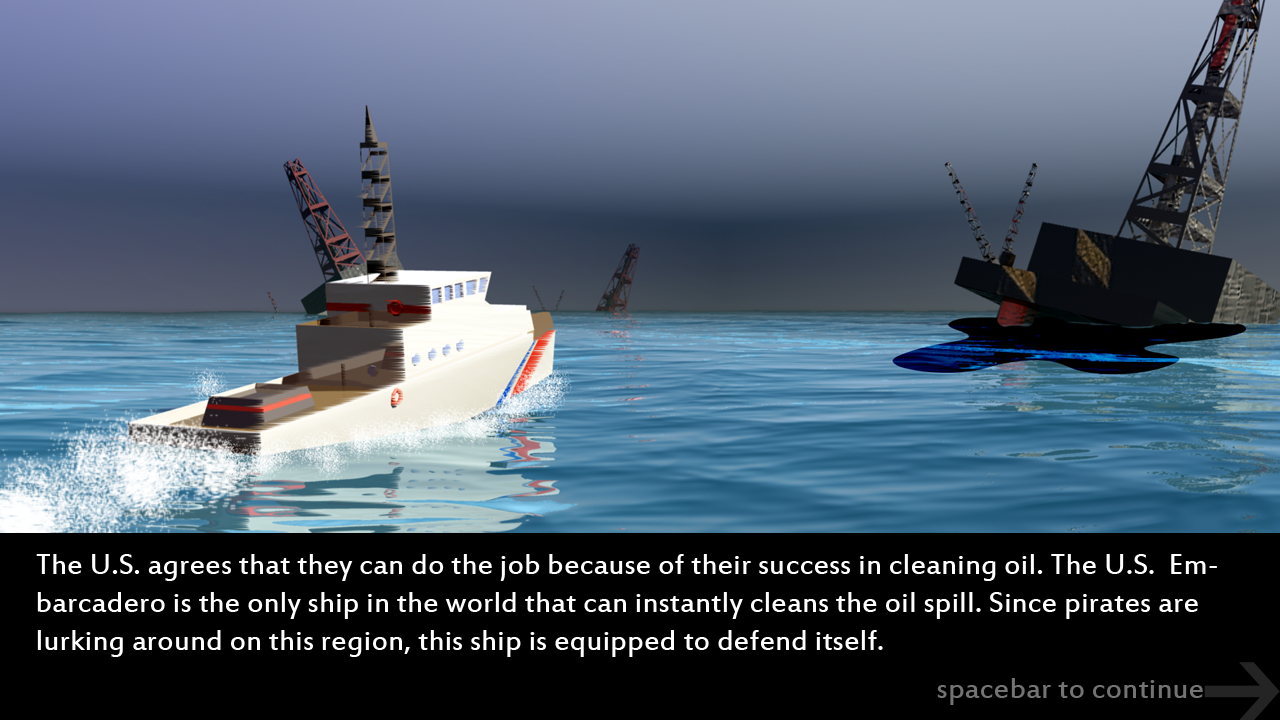 The U.S. agrees that they can do the job because of their success in cleaning oil. The U.S.  Em-
barcadero is the only ship in the world that can instantly cleans the oil spill. Since pirates are
lurking around on this region, this ship is equipped to defend itself.
spacebar to continue